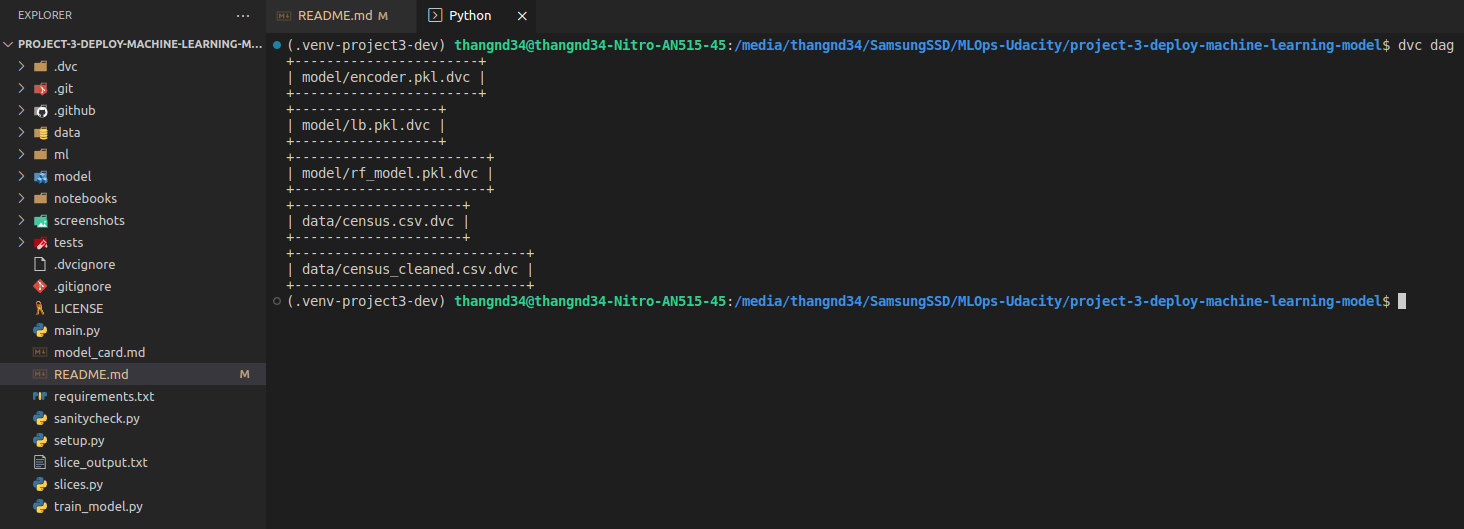 EXPLORER
PROJECT-3-DEPLOY-MACHINE-LEARNING-M...
.dvc
.git
.github
data
ml
model
notebooks
screenshots
tests
.dvcignore
.gitignore
LICENSE
main.py
model_card.md
README.md M
requirements.txt
sanitycheck.py
setup.py
slice_output.txt
slices.py
train_model.py
README.md M
Python
(.venv-project3-dev) thangnd34@thangnd34-Nitro-AN515-45:/media/thangnd34/SamsungSSD/MLOps-Udacity/project-3-deploy-machine-learning-model$ dvc dag
+-----------------------+
| model/encoder.pkl.dvc |
+-----------------------+
+------------------+
| model/lb.pkl.dvc |
+------------------+
+------------------------+
| model/rf_model.pkl.dvc |
+------------------------+
+---------------------+
| data/census.csv.dvc |
+---------------------+
+-----------------------------+
| data/census_cleaned.csv.dvc |
+-----------------------------+
(.venv-project3-dev) thangnd34@thangnd34-Nitro-AN515-45:/media/thangnd34/SamsungSSD/MLOps-Udacity/project-3-deploy-machine-learning-model$